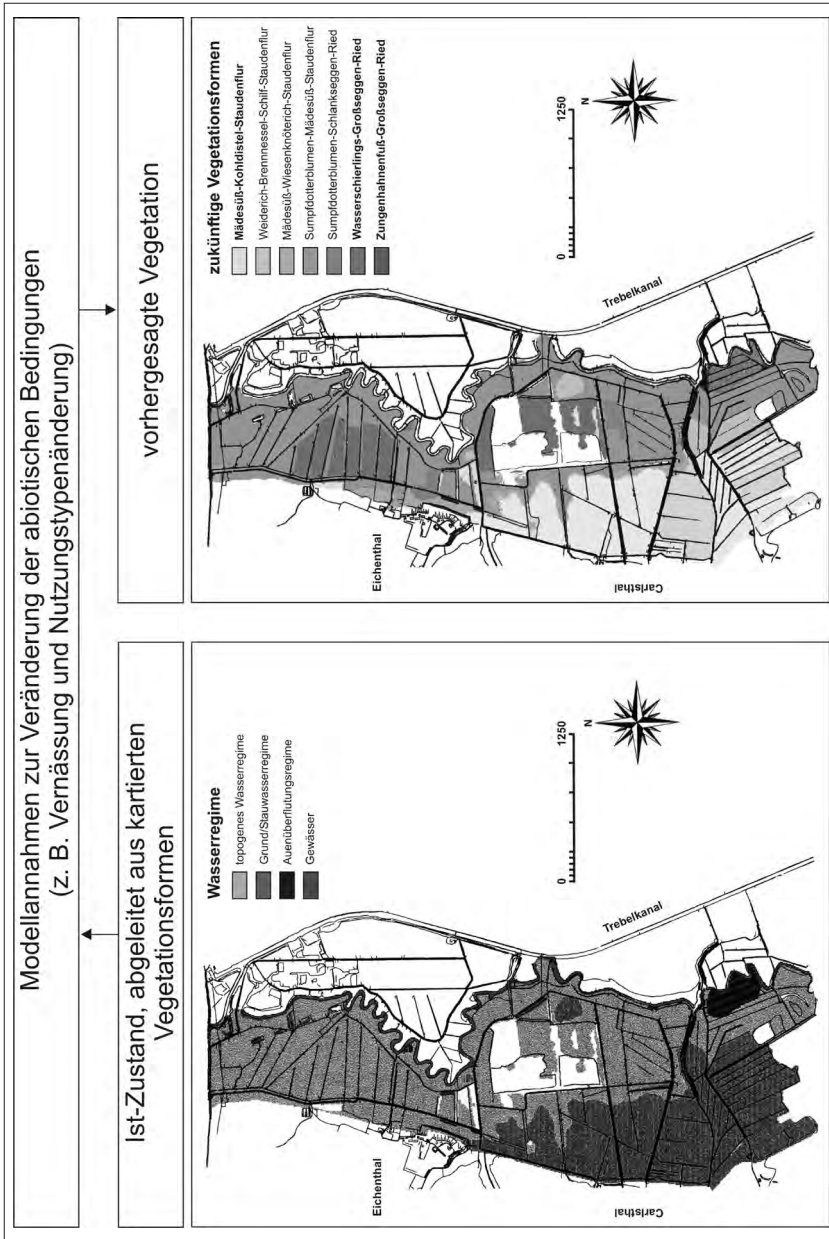 Modellannahmen zur Veränderung der abiotischen Bedingungen
(z. B. Vernässung und Nutzungstypenänderung)
Ist-Zustand, abgeleitet aus kartierten
Vegetationsformen
vorhergesagte Vegetation
Wasserregime
topogenes Wasserregime
Grund/Stauwasserregime
Auenüberflutungsregime
Gewässer
0
1250
N
Eichenthal
Carlsthal
Trebelkanal
zukünftige Vegetationsformen
Mädesüß-Kohldistel-Staudenflur
Weiderich-Brennnessel-Schilf-Staudenflur
Mädesüß-Wiesenknöterich-Staudenflur
Sumpfdotterblumen-Mädesüß-Staudenflur
Sumpfdotterblumen-Schlankseggen-Ried
Wasserschierlings-Großseggen-Ried
Zungenhahnenfuß-Großseggen-Ried
0
1250
N
Eichenthal
Carlsthal
Trebelkanal